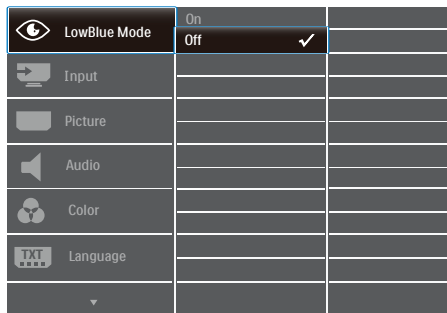 LowBlue Mode
On
Off
Input
Picture
Audio
Color
TXT
Language